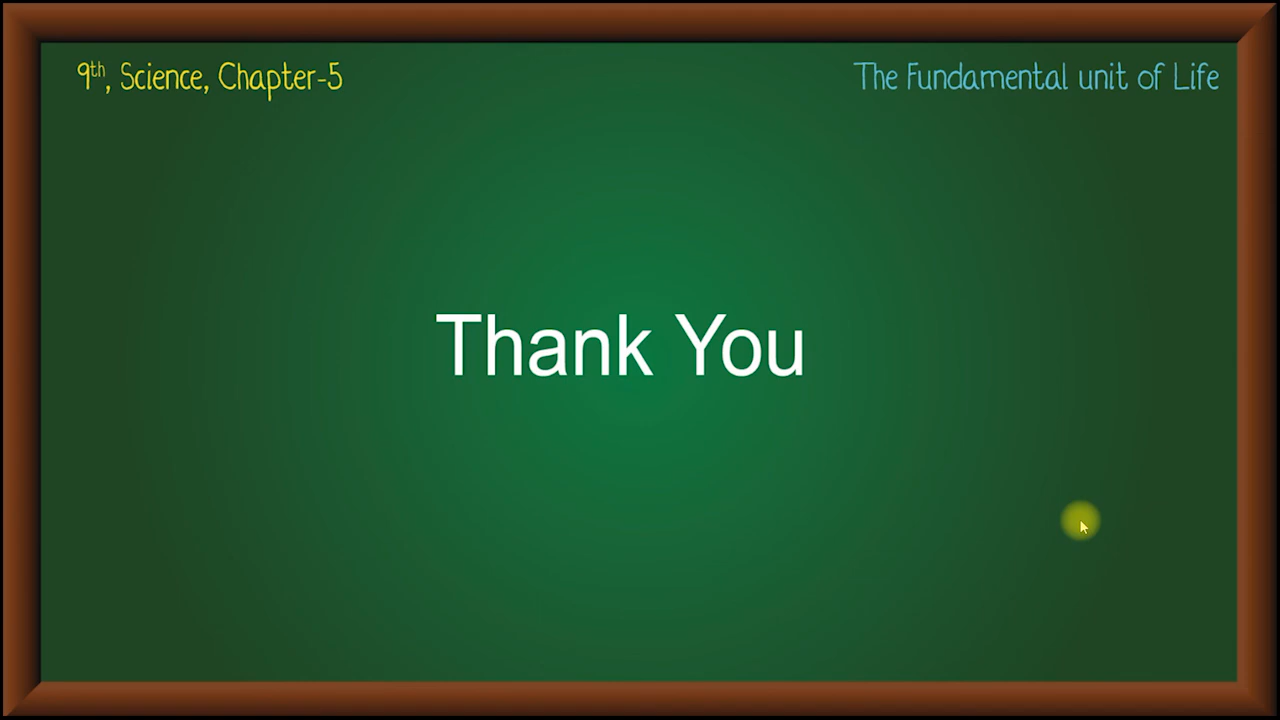 9th, Science, Chapter-5
The Fundamental unit of Life
Thank You